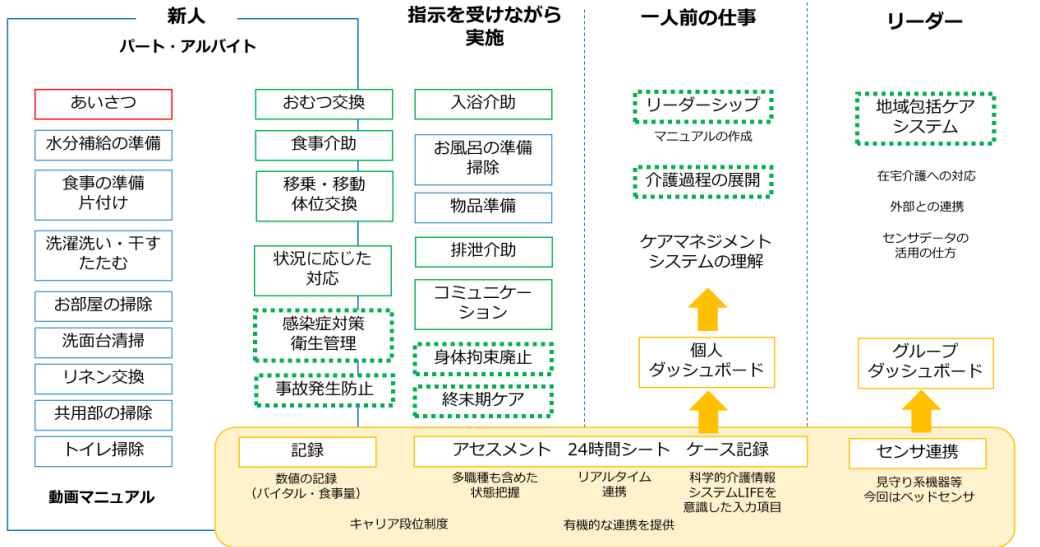 新人
パート・アルバイト
指示を受けながら
実施
一人前の仕事
リーダー
あいさつ
水分補給の準備
食事の準備
片付け
洗濯洗い・干す
たたむ
お部屋の掃除
洗面台清掃
リネン交換
共用部の掃除
トイレ掃除
動画マニュアル
おむつ交換
食事介助
移乗・移動
体位交換
状況に応じた
対応
感染症対策
衛生管理
事故発生防止
入浴介助
お風呂の準備
掃除
物品準備
排泄介助
コミュニケー
ション
身体拘束廃止
終末期ケア
リーダーシップ
マニュアルの作成
介護過程の展開
ケアマネジメント
システムの理解
個人
ダッシュボード
地域包括ケア
システム
在宅介護への対応
外部との連携
センサデータの
活用の仕方
グループ
ダッシュボード
記録
数値の記録
(バイタル・食事量)
キャリア段位制度
アセスメント
多職種も含めた
状態把握
24時間シート
リアルタイム
連携
ケース記録
科学的介護情報
システムLIFEを
意識した入力項目
有機的な連携を提供
センサ連携
見守り系機器等
今回はベッドセンサ